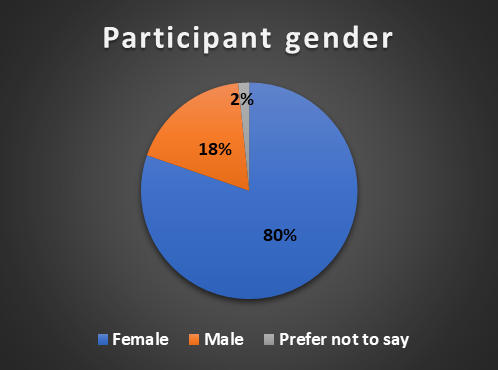 Participant gender
2%
18%
80%
Female Male Prefer not to say